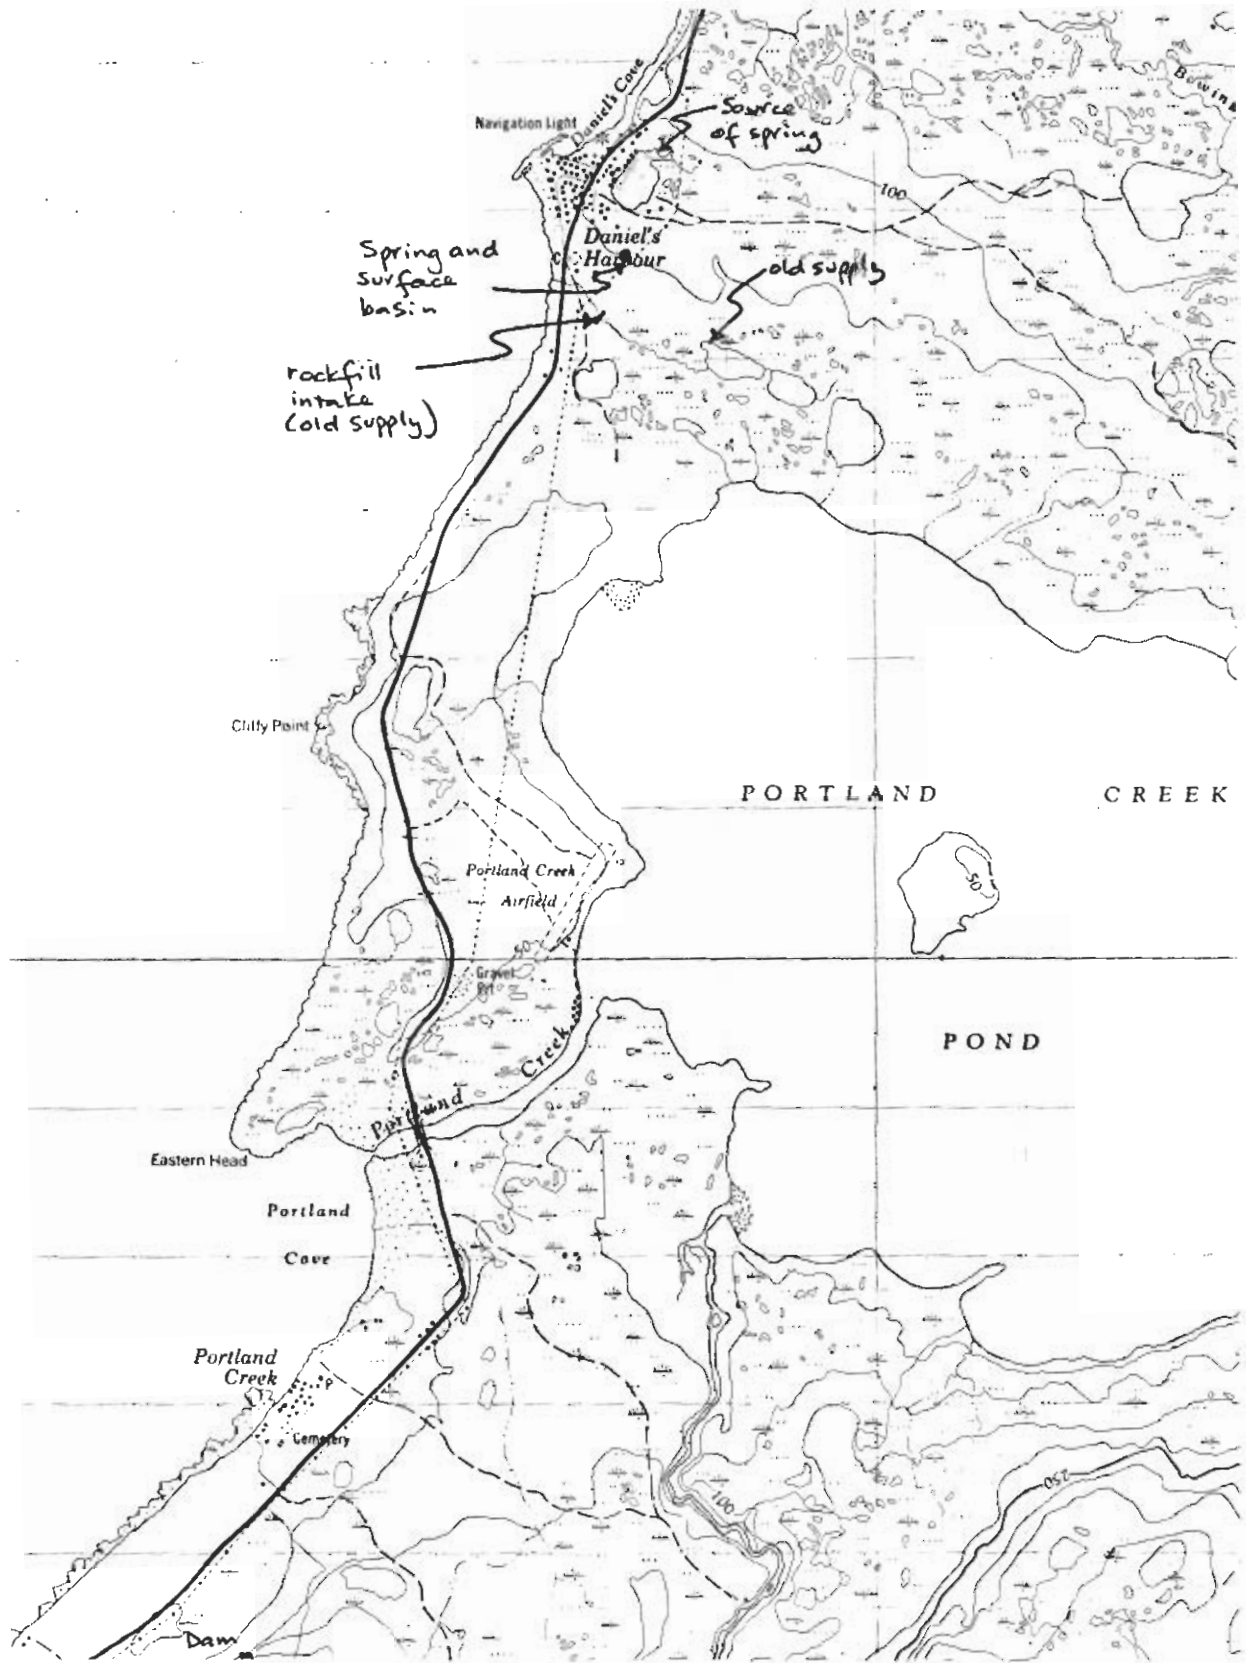 Daniel's Cove
Bowing
Navigation Light
Source
of spring
100
Daniel's
Harbour
Spring and
surface
basin
old supply
rockfill
intake
(old supply)
Cliffy Point
PORTLAND CREEK
50
Portland Creek
Airfield
50
Gravel
Pit
POND
Portland Creek
Eastern Head
Portland
Cove
Portland
Creek
P
Cemetery
250
100
Dam